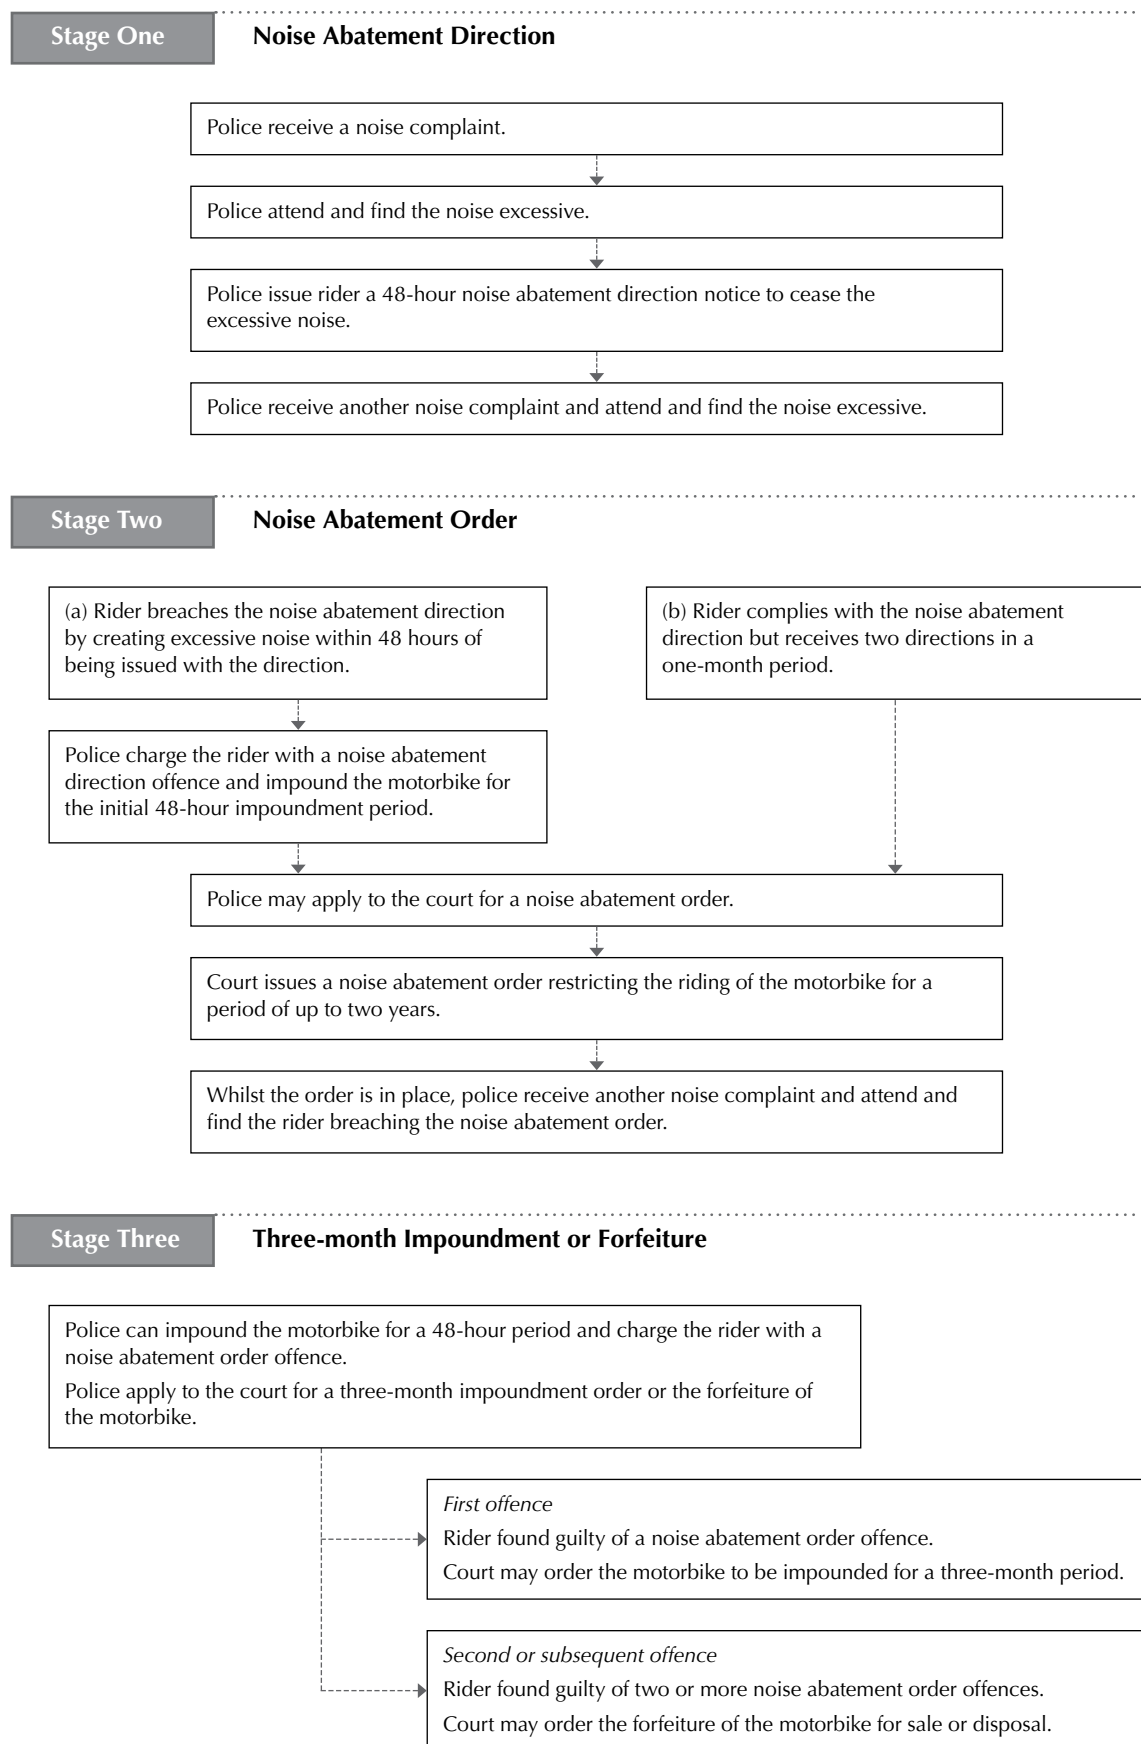 Stage One
Noise Abatement Direction
Police receive a noise complaint.
Police attend and find the noise excessive.
Police issue rider a 48-hour noise abatement direction notice to cease the
excessive noise.
Police receive another noise complaint and attend and find the noise excessive.
Stage Two
Noise Abatement Order
(a) Rider breaches the noise abatement direction
by creating excessive noise within 48 hours of
being issued with the direction.
(b) Rider complies with the noise abatement
direction but receives two directions in a
one-month period.
Police charge the rider with a noise abatement
direction offence and impound the motorbike for
the initial 48-hour impoundment period.
Police may apply to the court for a noise abatement order.
Court issues a noise abatement order restricting the riding of the motorbike for a
period of up to two years.
Whilst the order is in place, police receive another noise complaint and attend and
find the rider breaching the noise abatement order.
Stage Three
Three-month Impoundment or Forfeiture
Police can impound the motorbike for a 48-hour period and charge the rider with a
noise abatement order offence.
Police apply to the court for a three-month impoundment order or the forfeiture of
the motorbike.
First offence
Rider found guilty of a noise abatement order offence.
Court may order the motorbike to be impounded for a three-month period.
Second or subsequent offence
Rider found guilty of two or more noise abatement order offences.
Court may order the forfeiture of the motorbike for sale or disposal.